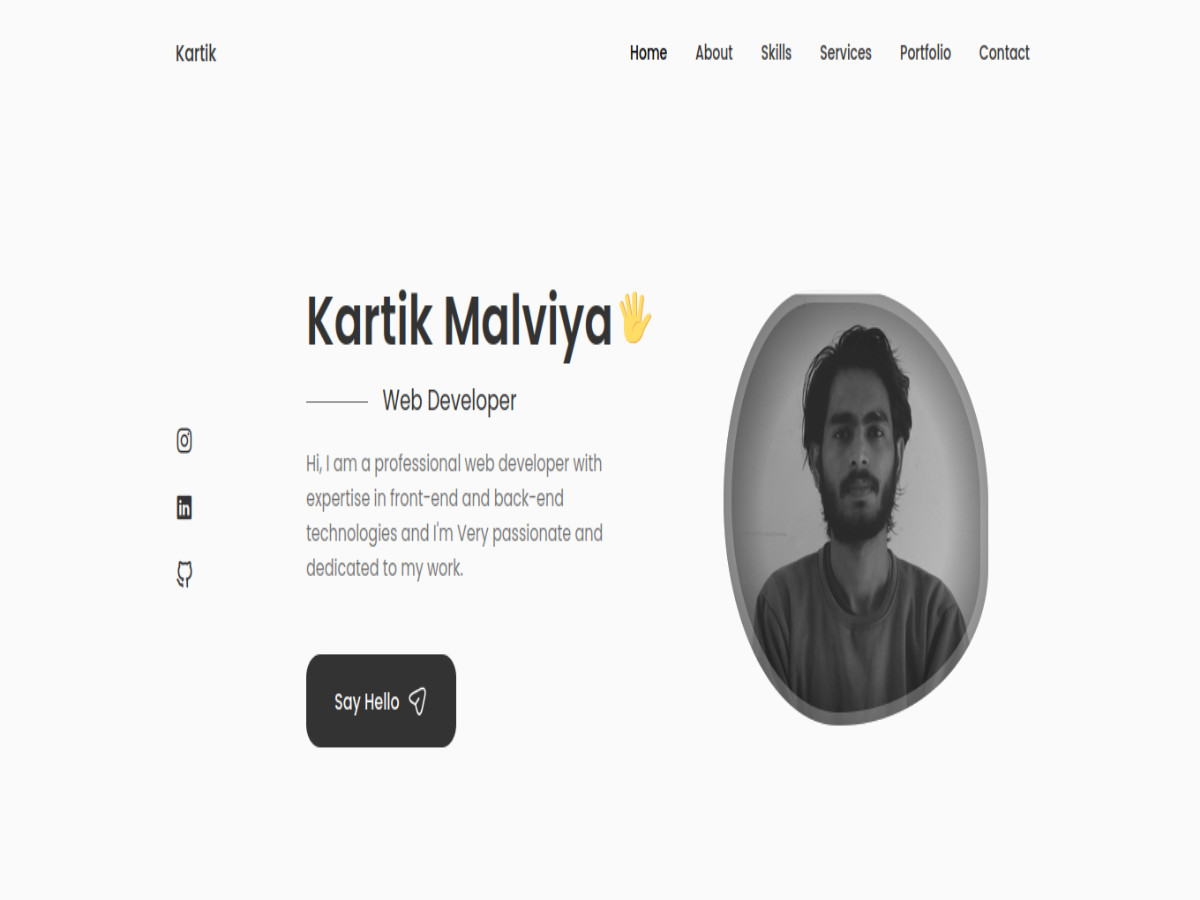 Kartik
Home About Skills Services Portfolio Contact
Kartik Malviya🖐
Web Developer
Hi, I am a professional web developer with
expertise in front-end and back-end
technologies and I'm Very passionate and
dedicated to my work.
Say Hello